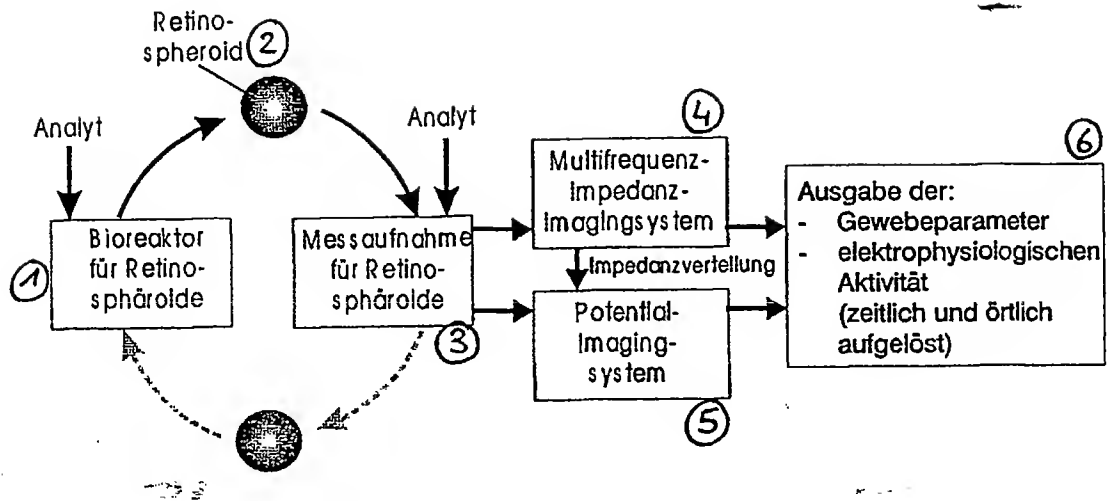 Retino-
spheroid
2
Analyt
Analyt
4
6
Multifrequenz-
Impedanz-
Imagingsystem
Ausgabe der:
- Gewebeparameter
- elektrophysiologischen
Aktivität
(zeitlich und örtlich
aufgelöst)
Bioreaktor
für Retino-
sphäroide
1
Messaufnahme
für Retino-
sphäroide
3
Impedanzverteilung
Potential-
Imaging-
system
5